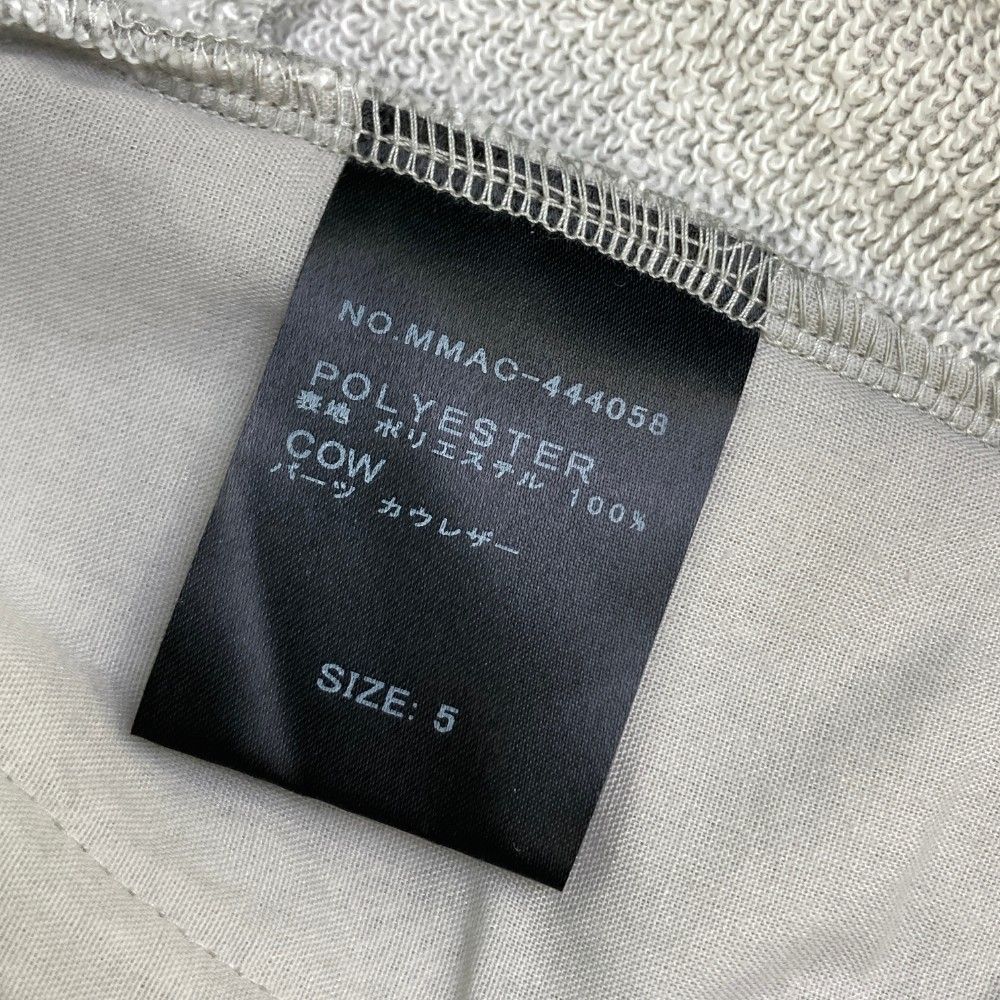 NO.MMAC-444058
POLYESTER
表地 ポリエステル 100%
COW
パーツ カウレザー
SIZE: 5